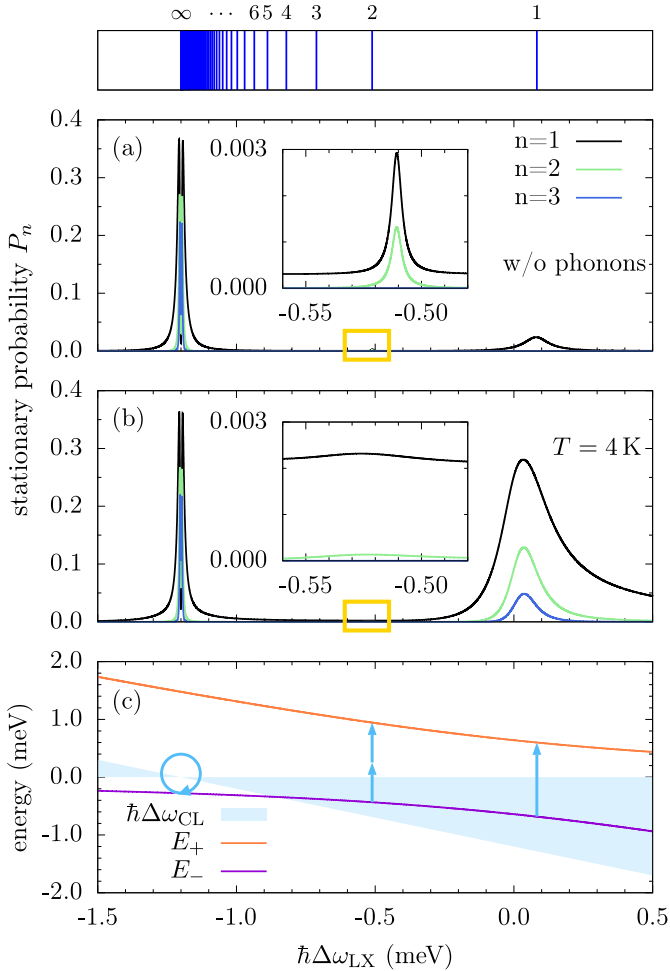 ∞ ⋯ 6 5 4 3 2 1
stationary probability Pₙ
0.4
0.3
0.2
0.1
0.0
(a)
0.003
0.000
-0.55 -0.50
n=1
n=2
n=3
w/o phonons
0.4
0.3
0.2
0.1
0.0
(b)
0.003
0.000
-0.55 -0.50
T = 4 K
energy (meV)
2.0
1.0
0.0
-1.0
-2.0
(c)
ℏΔω_CL
E₊
E₋
-1.5 -1.0 -0.5 0.0 0.5
ℏΔω_LX (meV)